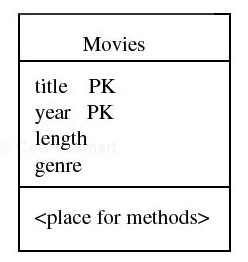 Movies
title PK
year PK
length
genre
<place for methods>